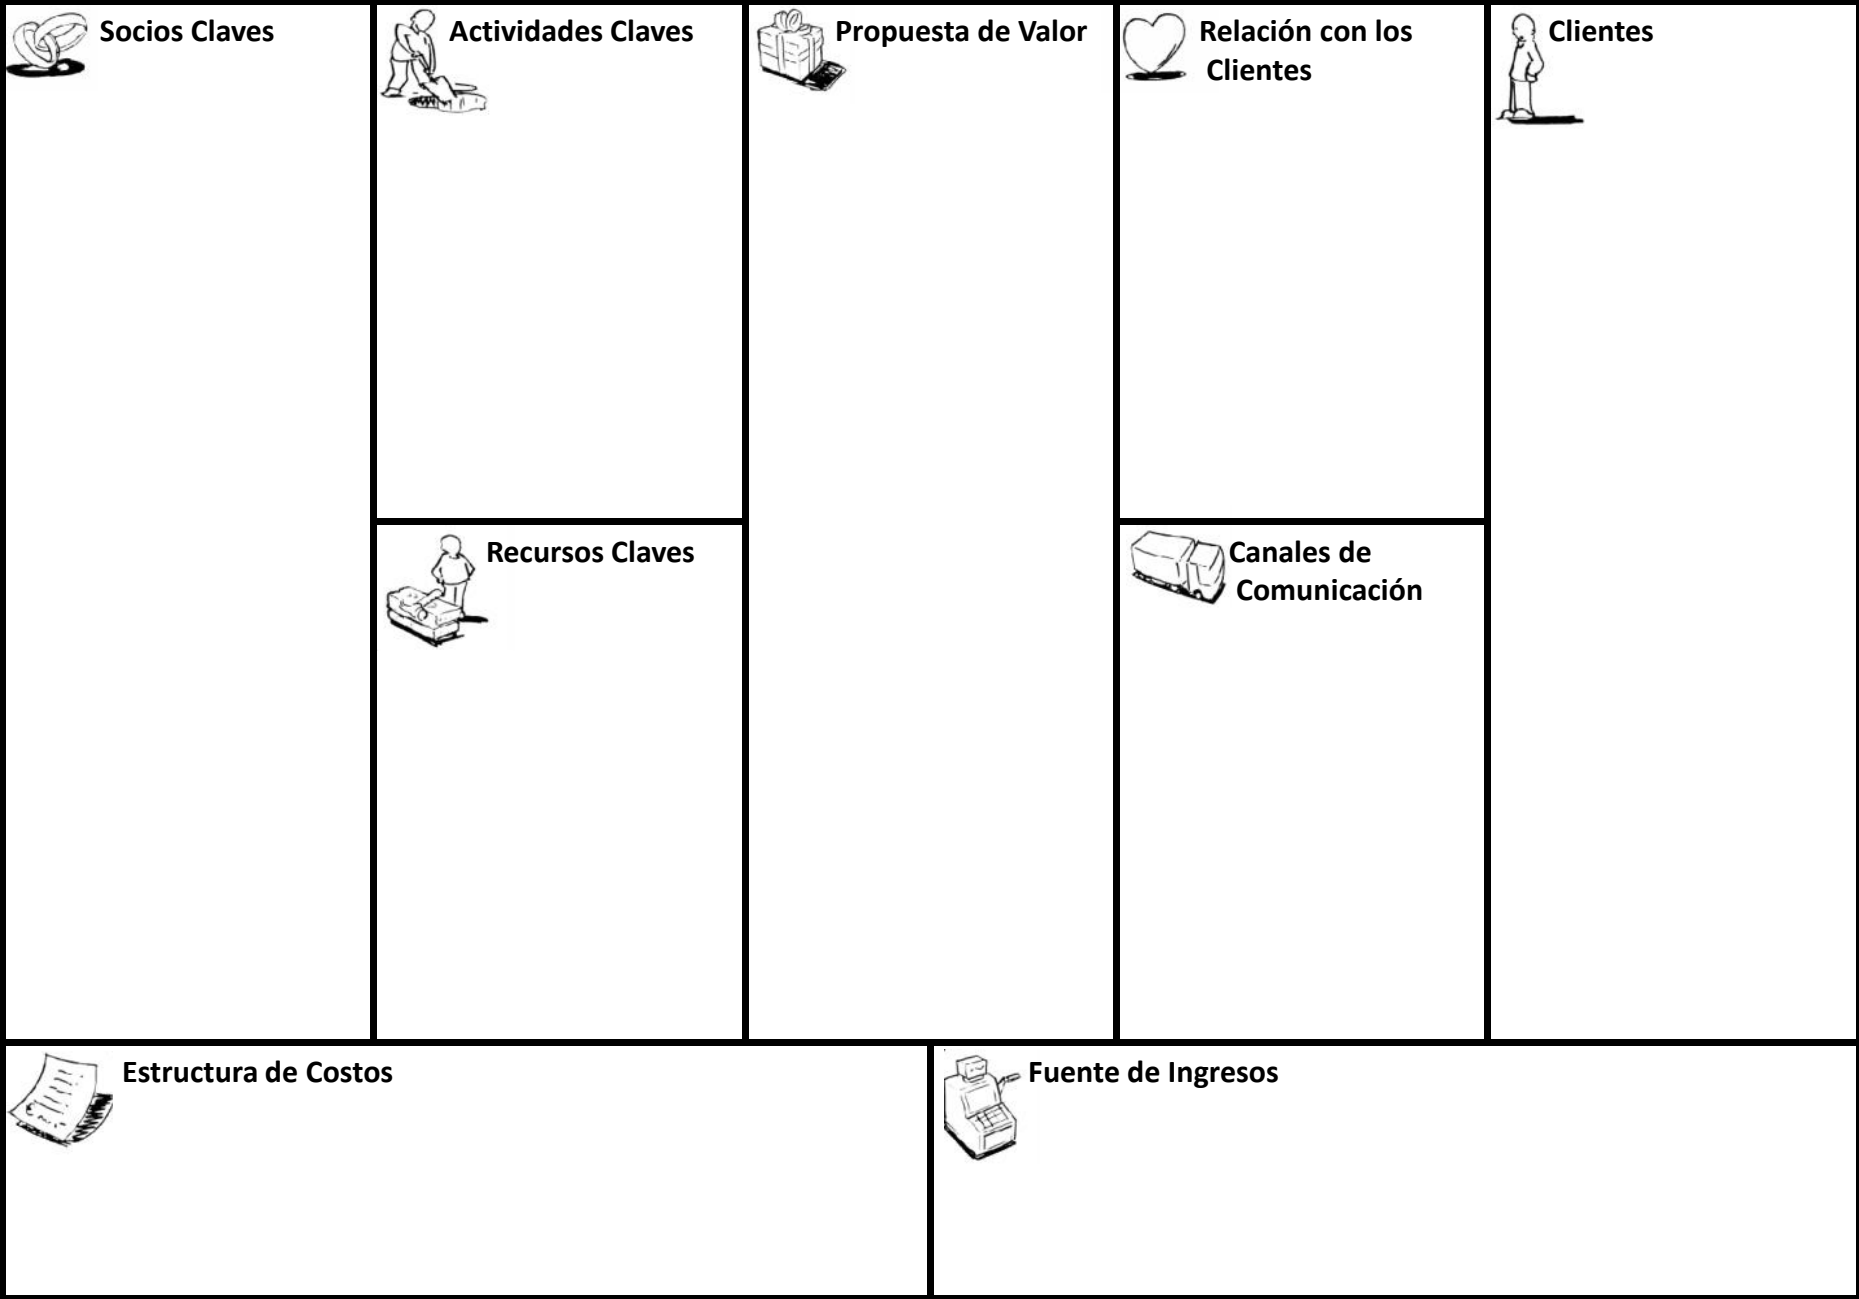 Socios Claves
Actividades Claves
Propuesta de Valor
Relación con los
Clientes
Clientes
Recursos Claves
Canales de
Comunicación
Estructura de Costos
Fuente de Ingresos